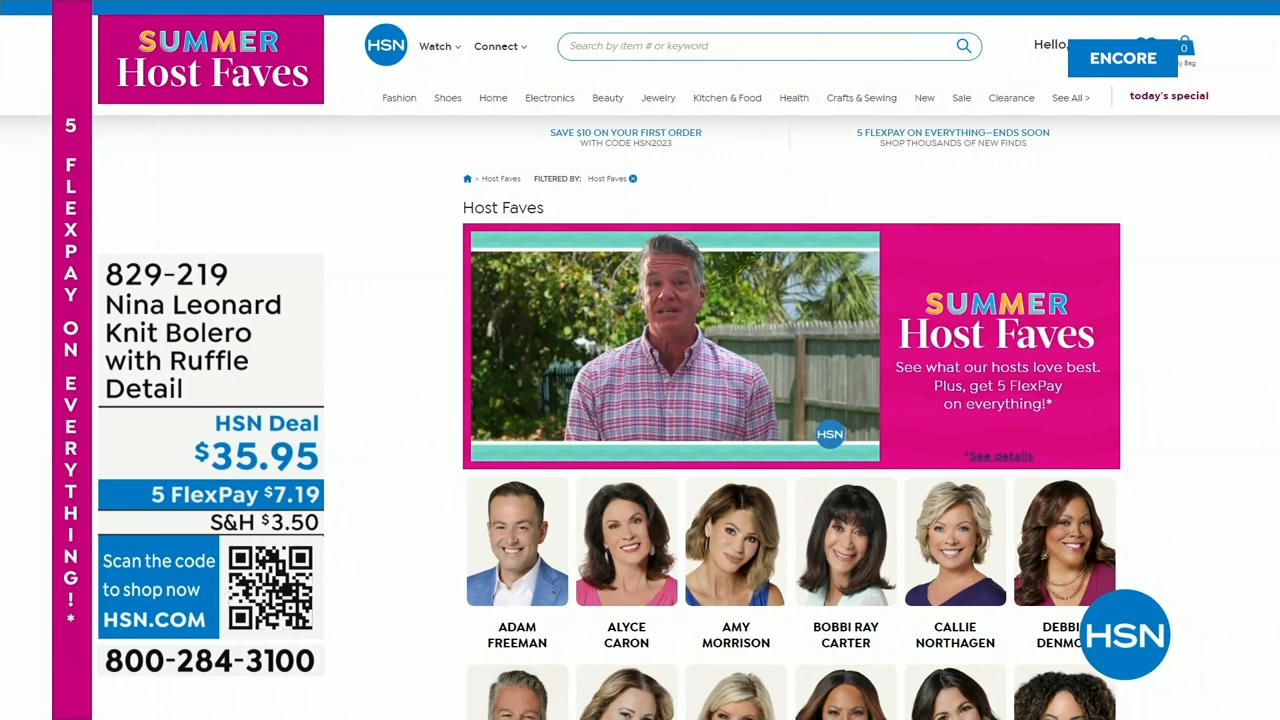 SUMMER
Host Faves
5 FLEXPAY ON EVERYTHING!*
829-219
Nina Leonard
Knit Bolero
with Ruffle
Detail
HSN Deal
$35.95
5 FlexPay $7.19
S&H $3.50
Scan the code
to shop now
HSN.COM
800-284-3100
HSN
Watch
Connect
Search by item # or keyword
Hello,
ENCORE
0
Bag
Fashion
Shoes
Home
Electronics
Beauty
Jewelry
Kitchen & Food
Health
Crafts & Sewing
New
Sale
Clearance
See All >
today's special
SAVE $10 ON YOUR FIRST ORDER
WITH CODE HSN2023
5 FLEXPAY ON EVERYTHING—ENDS SOON
SHOP THOUSANDS OF NEW FINDS
> Host Faves
FILTERED BY: Host Faves
Host Faves
HSN
SUMMER
Host Faves
See what our hosts love best.
Plus, get 5 FlexPay
on everything!*
*See details
ADAM
FREEMAN
ALYCE
CARON
AMY
MORRISON
BOBBI RAY
CARTER
CALLIE
NORTHAGEN
HSN